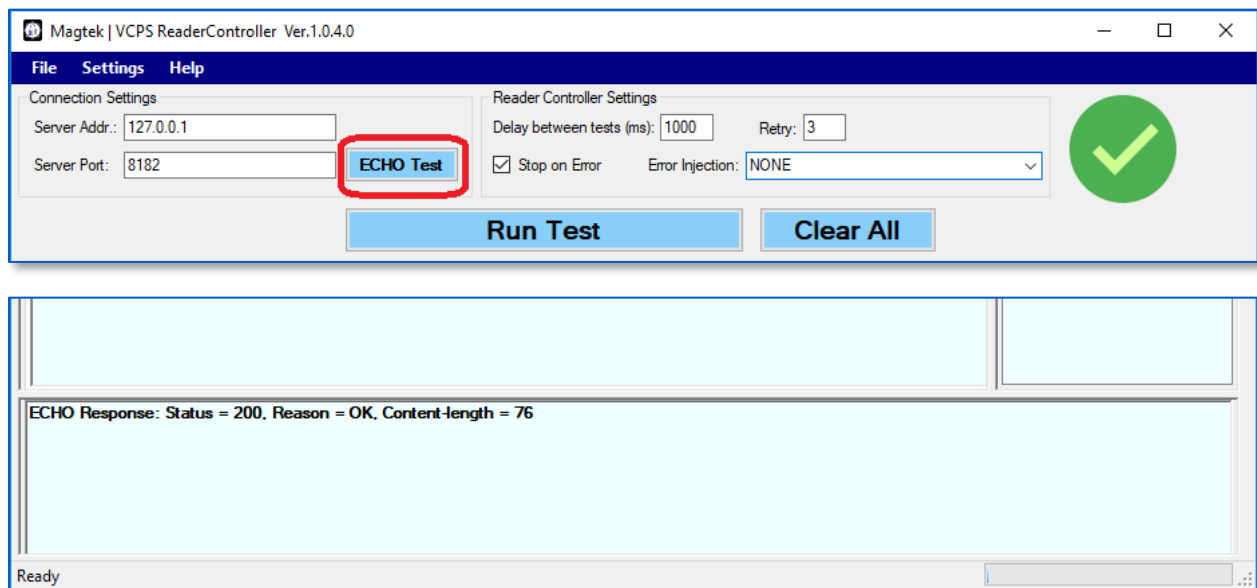 Magtek | VCPS ReaderController Ver.1.0.4.0
File Settings Help
Connection Settings
Server Addr.: 127.0.0.1
Server Port: 8182
ECHO Test
Reader Controller Settings
Delay between tests (ms): 1000 Retry: 3
Stop on Error Error Injection: NONE
Run Test Clear All
ECHO Response: Status = 200, Reason = OK, Content-length = 76
Ready